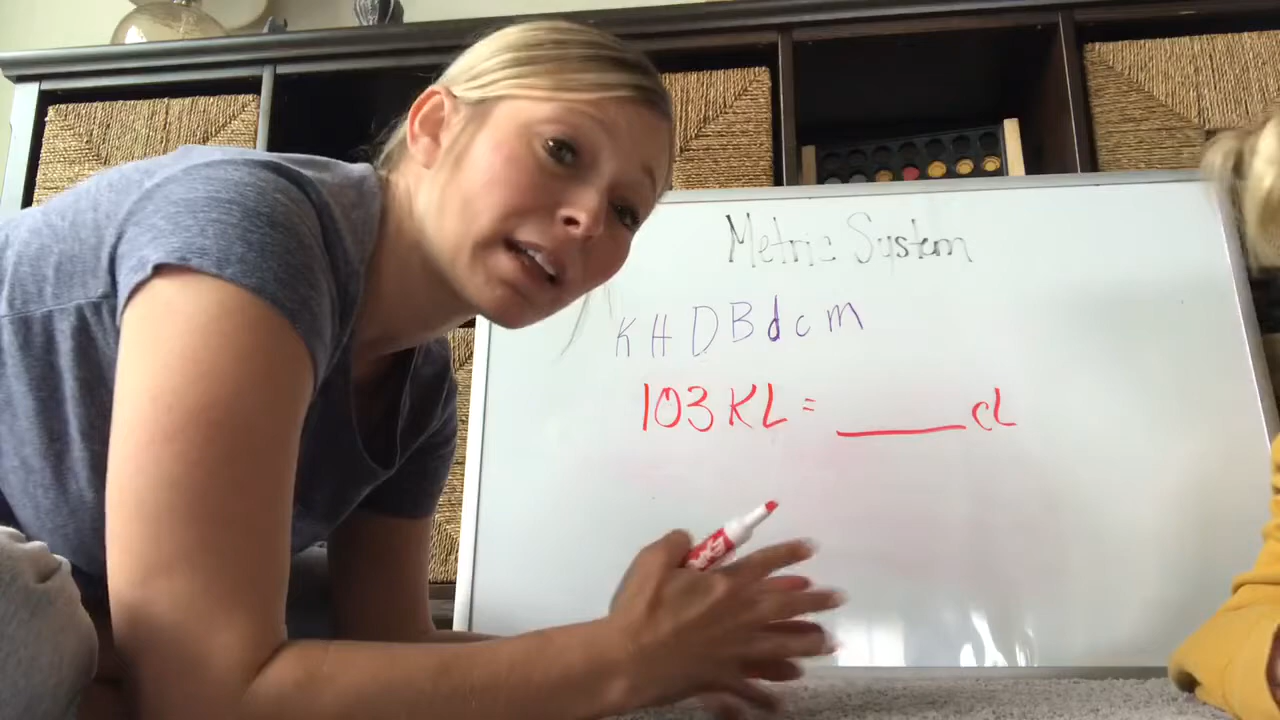 Metric System
K H D B d c m
103 KL = ____ cL